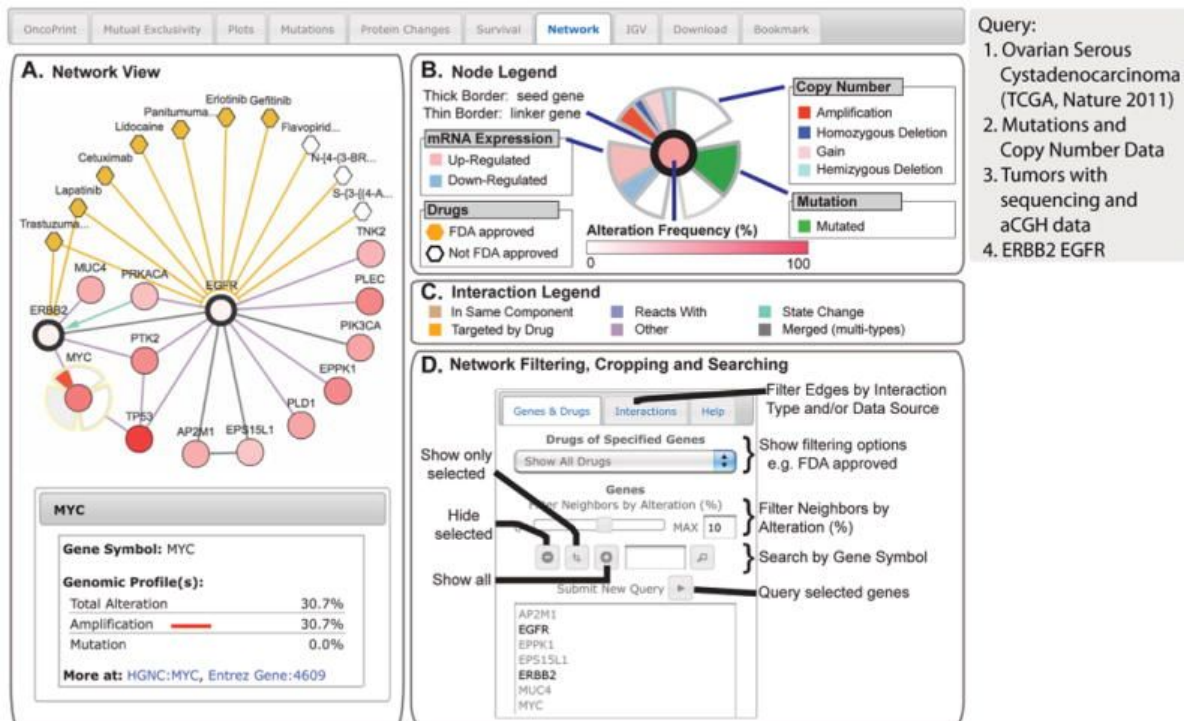 OncoPrint
Mutual Exclusivity
Plots
Mutations
Protein Changes
Survival
Network
IGV
Download
Bookmark
Query:
1. Ovarian Serous
Cystadenocarcinoma
(TCGA, Nature 2011)
2. Mutations and
Copy Number Data
3. Tumors with
sequencing and
aCGH data
4. ERBB2 EGFR
A. Network View
Erlotinib
Gefitinib
Panitumuma...
Flavopirid...
Lidocaine
N-[4-(3-BR...
Cetuximab
S-{3-[(4-A...
Lapatinib
Trastuzuma...
TNK2
MUC4
PRKACA
EGFR
PLEC
ERBB2
PIK3CA
PTK2
MYC
EPPK1
PLD1
TP53
AP2M1
EPS15L1
MYC
Gene Symbol: MYC
Genomic Profile(s):
Total Alteration 30.7%
Amplification 30.7%
Mutation 0.0%
More at: HGNC:MYC, Entrez Gene:4609
B. Node Legend
Thick Border: seed gene
Thin Border: linker gene
mRNA Expression
Up-Regulated
Down-Regulated
Drugs
FDA approved
Not FDA approved
Copy Number
Amplification
Homozygous Deletion
Gain
Hemizygous Deletion
Mutation
Mutated
Alteration Frequency (%)
0 100
C. Interaction Legend
In Same Component
Reacts With
State Change
Targeted by Drug
Other
Merged (multi-types)
D. Network Filtering, Cropping and Searching
Filter Edges by Interaction
Type and/or Data Source
Genes & Drugs
Interactions
Help
Drugs of Specified Genes
Show All Drugs
Show filtering options
e.g. FDA approved
Show only
selected
Genes
Filter Neighbors by Alteration (%)
MAX 10
Filter Neighbors by
Alteration (%)
Hide
selected
Search by Gene Symbol
Show all
Submit New Query
Query selected genes
AP2M1
EGFR
EPPK1
EPS15L1
ERBB2
MUC4
MYC